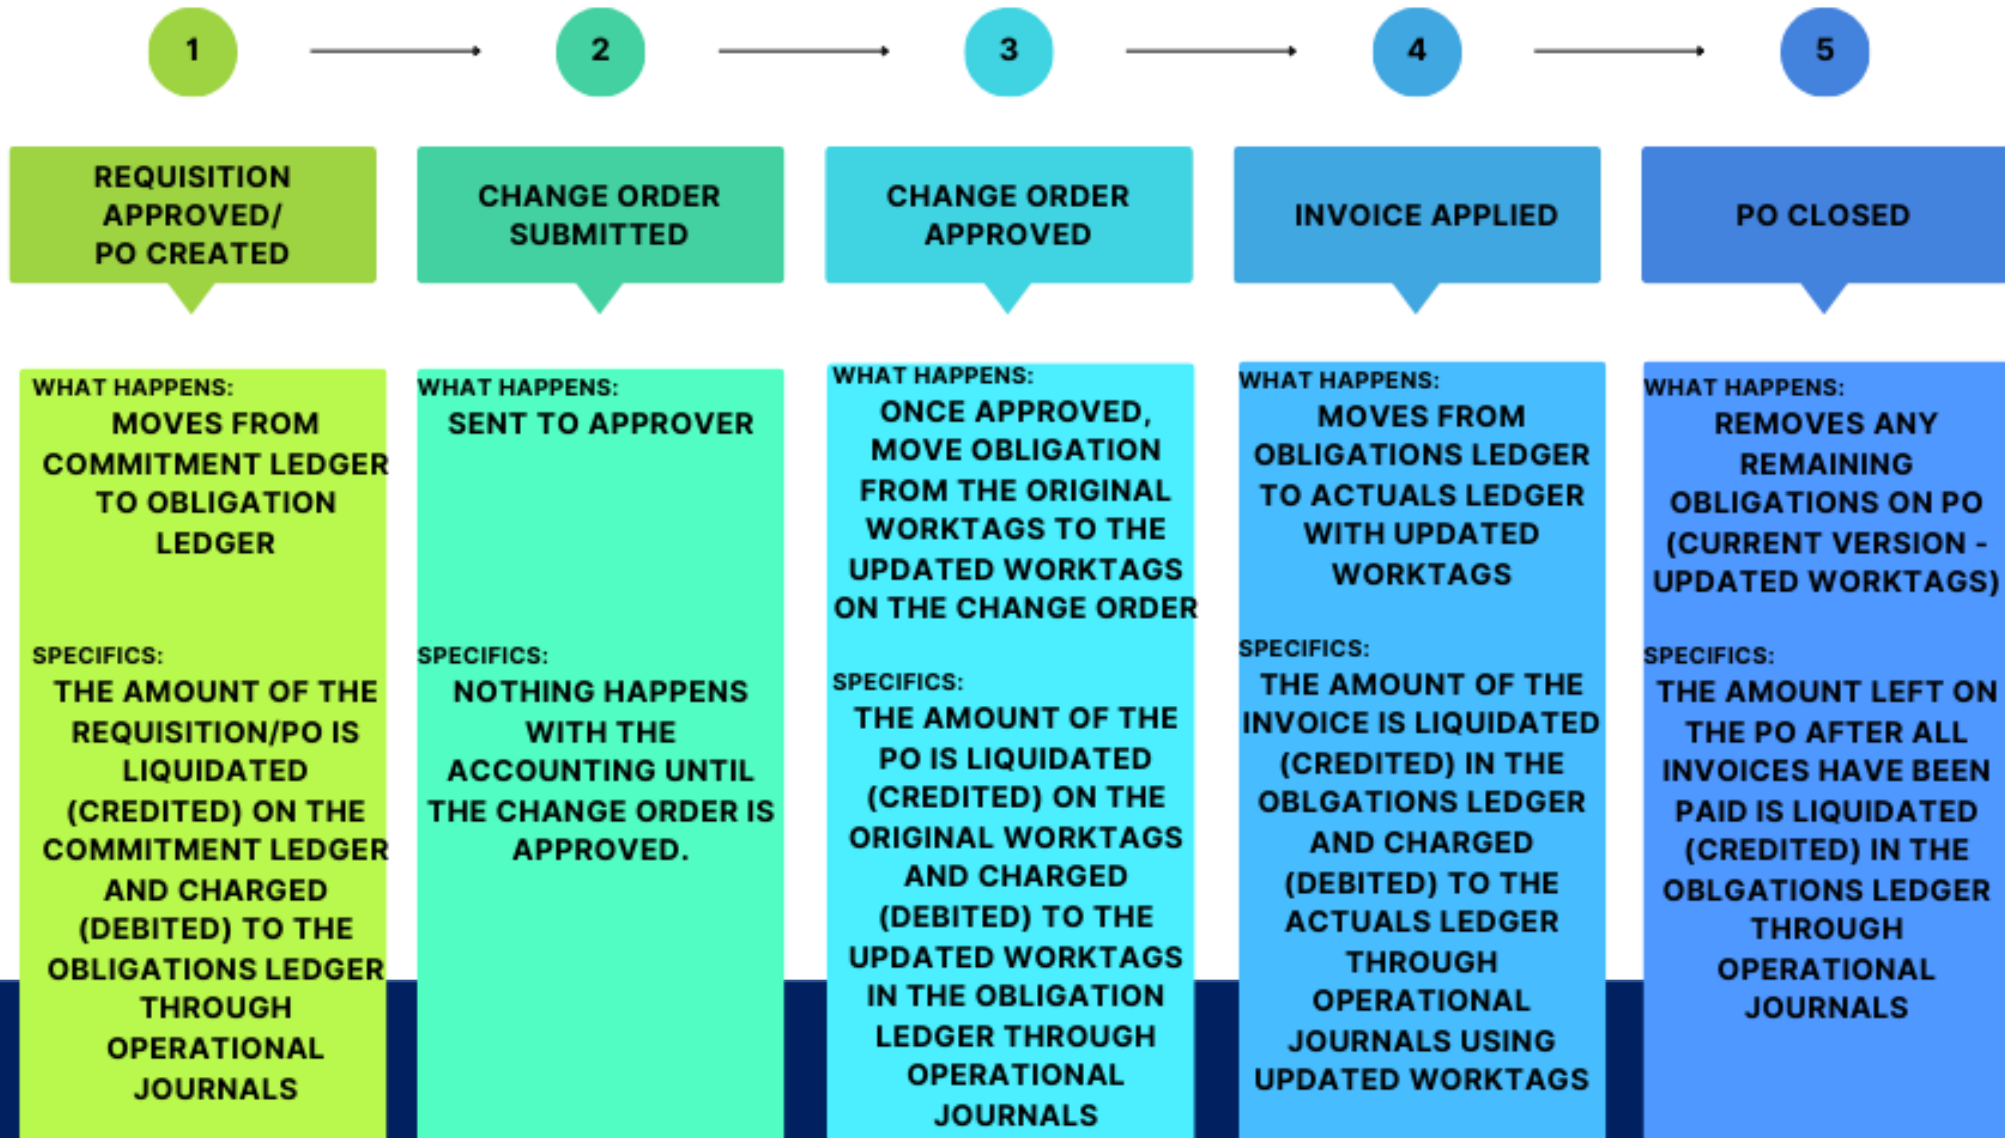 1
2
3
4
5
REQUISITION
APPROVED/
PO CREATED
CHANGE ORDER
SUBMITTED
CHANGE ORDER
APPROVED
INVOICE APPLIED
PO CLOSED
WHAT HAPPENS:
MOVES FROM
COMMITMENT LEDGER
TO OBLIGATION
LEDGER
SPECIFICS:
THE AMOUNT OF THE
REQUISITION/PO IS
LIQUIDATED
(CREDITED) ON THE
COMMITMENT LEDGER
AND CHARGED
(DEBITED) TO THE
OBLIGATIONS LEDGER
THROUGH
OPERATIONAL
JOURNALS
WHAT HAPPENS:
SENT TO APPROVER
SPECIFICS:
NOTHING HAPPENS
WITH THE
ACCOUNTING UNTIL
THE CHANGE ORDER IS
APPROVED.
WHAT HAPPENS:
ONCE APPROVED,
MOVE OBLIGATION
FROM THE ORIGINAL
WORKTAGS TO THE
UPDATED WORKTAGS
ON THE CHANGE ORDER
SPECIFICS:
THE AMOUNT OF THE
PO IS LIQUIDATED
(CREDITED) ON THE
ORIGINAL WORKTAGS
AND CHARGED
(DEBITED) TO THE
UPDATED WORKTAGS
IN THE OBLIGATION
LEDGER THROUGH
OPERATIONAL
JOURNALS
WHAT HAPPENS:
MOVES FROM
OBLIGATIONS LEDGER
TO ACTUALS LEDGER
WITH UPDATED
WORKTAGS
SPECIFICS:
THE AMOUNT OF THE
INVOICE IS LIQUIDATED
(CREDITED) IN THE
OBLGATIONS LEDGER
AND CHARGED
(DEBITED) TO THE
ACTUALS LEDGER
THROUGH
OPERATIONAL
JOURNALS USING
UPDATED WORKTAGS
WHAT HAPPENS:
REMOVES ANY
REMAINING
OBLIGATIONS ON PO
(CURRENT VERSION -
UPDATED WORKTAGS)
SPECIFICS:
THE AMOUNT LEFT ON
THE PO AFTER ALL
INVOICES HAVE BEEN
PAID IS LIQUIDATED
(CREDITED) IN THE
OBLGATIONS LEDGER
THROUGH
OPERATIONAL
JOURNALS